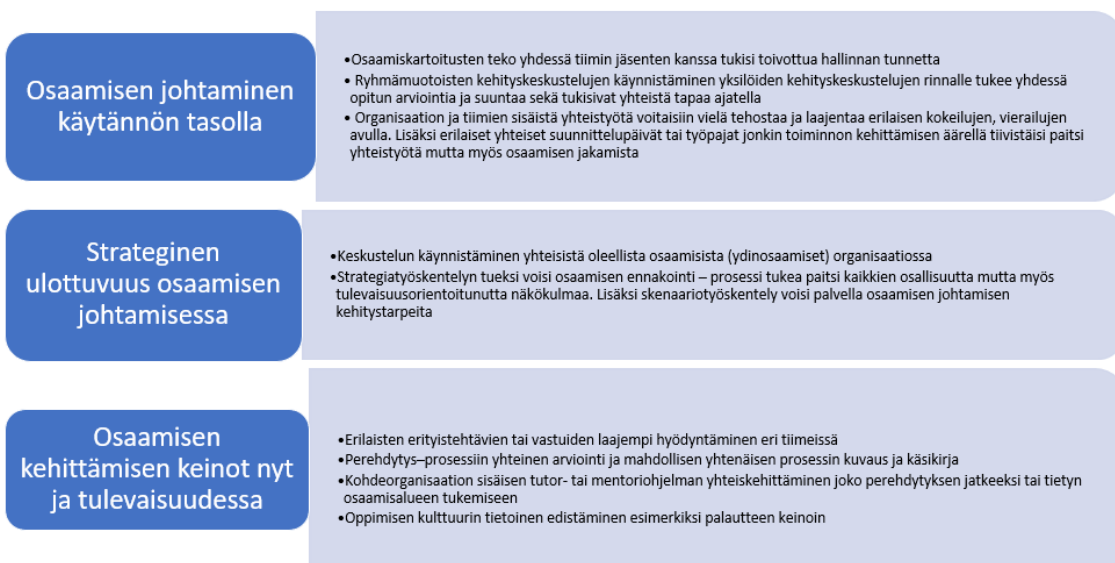 Osaamisen johtaminen
käytännön tasolla
•Osaamiskartoitusten teko yhdessä tiimin jäsenten kanssa tukisi toivottua hallinnan tunnetta
• Ryhmämuotoisten kehityskeskustelujen käynnistäminen yksilöiden kehityskeskustelujen rinnalle tukee yhdessä
opitun arviointia ja suuntaa sekä tukisivat yhteistä tapaa ajatella
• Organisaation ja tiimien sisäistä yhteistyötä voitaisiin vielä tehostaa ja laajentaa erilaisen kokeilujen, vierailujen
avulla. Lisäksi erilaiset yhteiset suunnittelupäivät tai työpajat jonkin toiminnon kehittämisen äärellä tiivistäisi paitsi
yhteistyötä mutta myös osaamisen jakamista
Strateginen
ulottuvuus osaamisen
johtamisessa
•Keskustelun käynnistäminen yhteisistä oleellista osaamisista (ydinosaamiset) organisaatiossa
•Strategiatyöskentelyn tueksi voisi osaamisen ennakointi – prosessi tukea paitsi kaikkien osallisuutta mutta myös
tulevaisuusorientoitunutta näkökulmaa. Lisäksi skenaariotyöskentely voisi palvella osaamisen johtamisen
kehitystarpeita
Osaamisen
kehittämisen keinot nyt
ja tulevaisuudessa
•Erilaisten erityistehtävien tai vastuiden laajempi hyödyntäminen eri tiimeissä
•Perehdytys–prosessiin yhteinen arviointi ja mahdollisen yhtenäisen prosessin kuvaus ja käsikirja
•Kohdeorganisaation sisäisen tutor- tai mentoriohjelman yhteiskehittäminen joko perehdytyksen jatkeeksi tai tietyn
osaamisalueen tukemiseen
•Oppimisen kulttuurin tietoinen edistäminen esimerkiksi palautteen keinoin